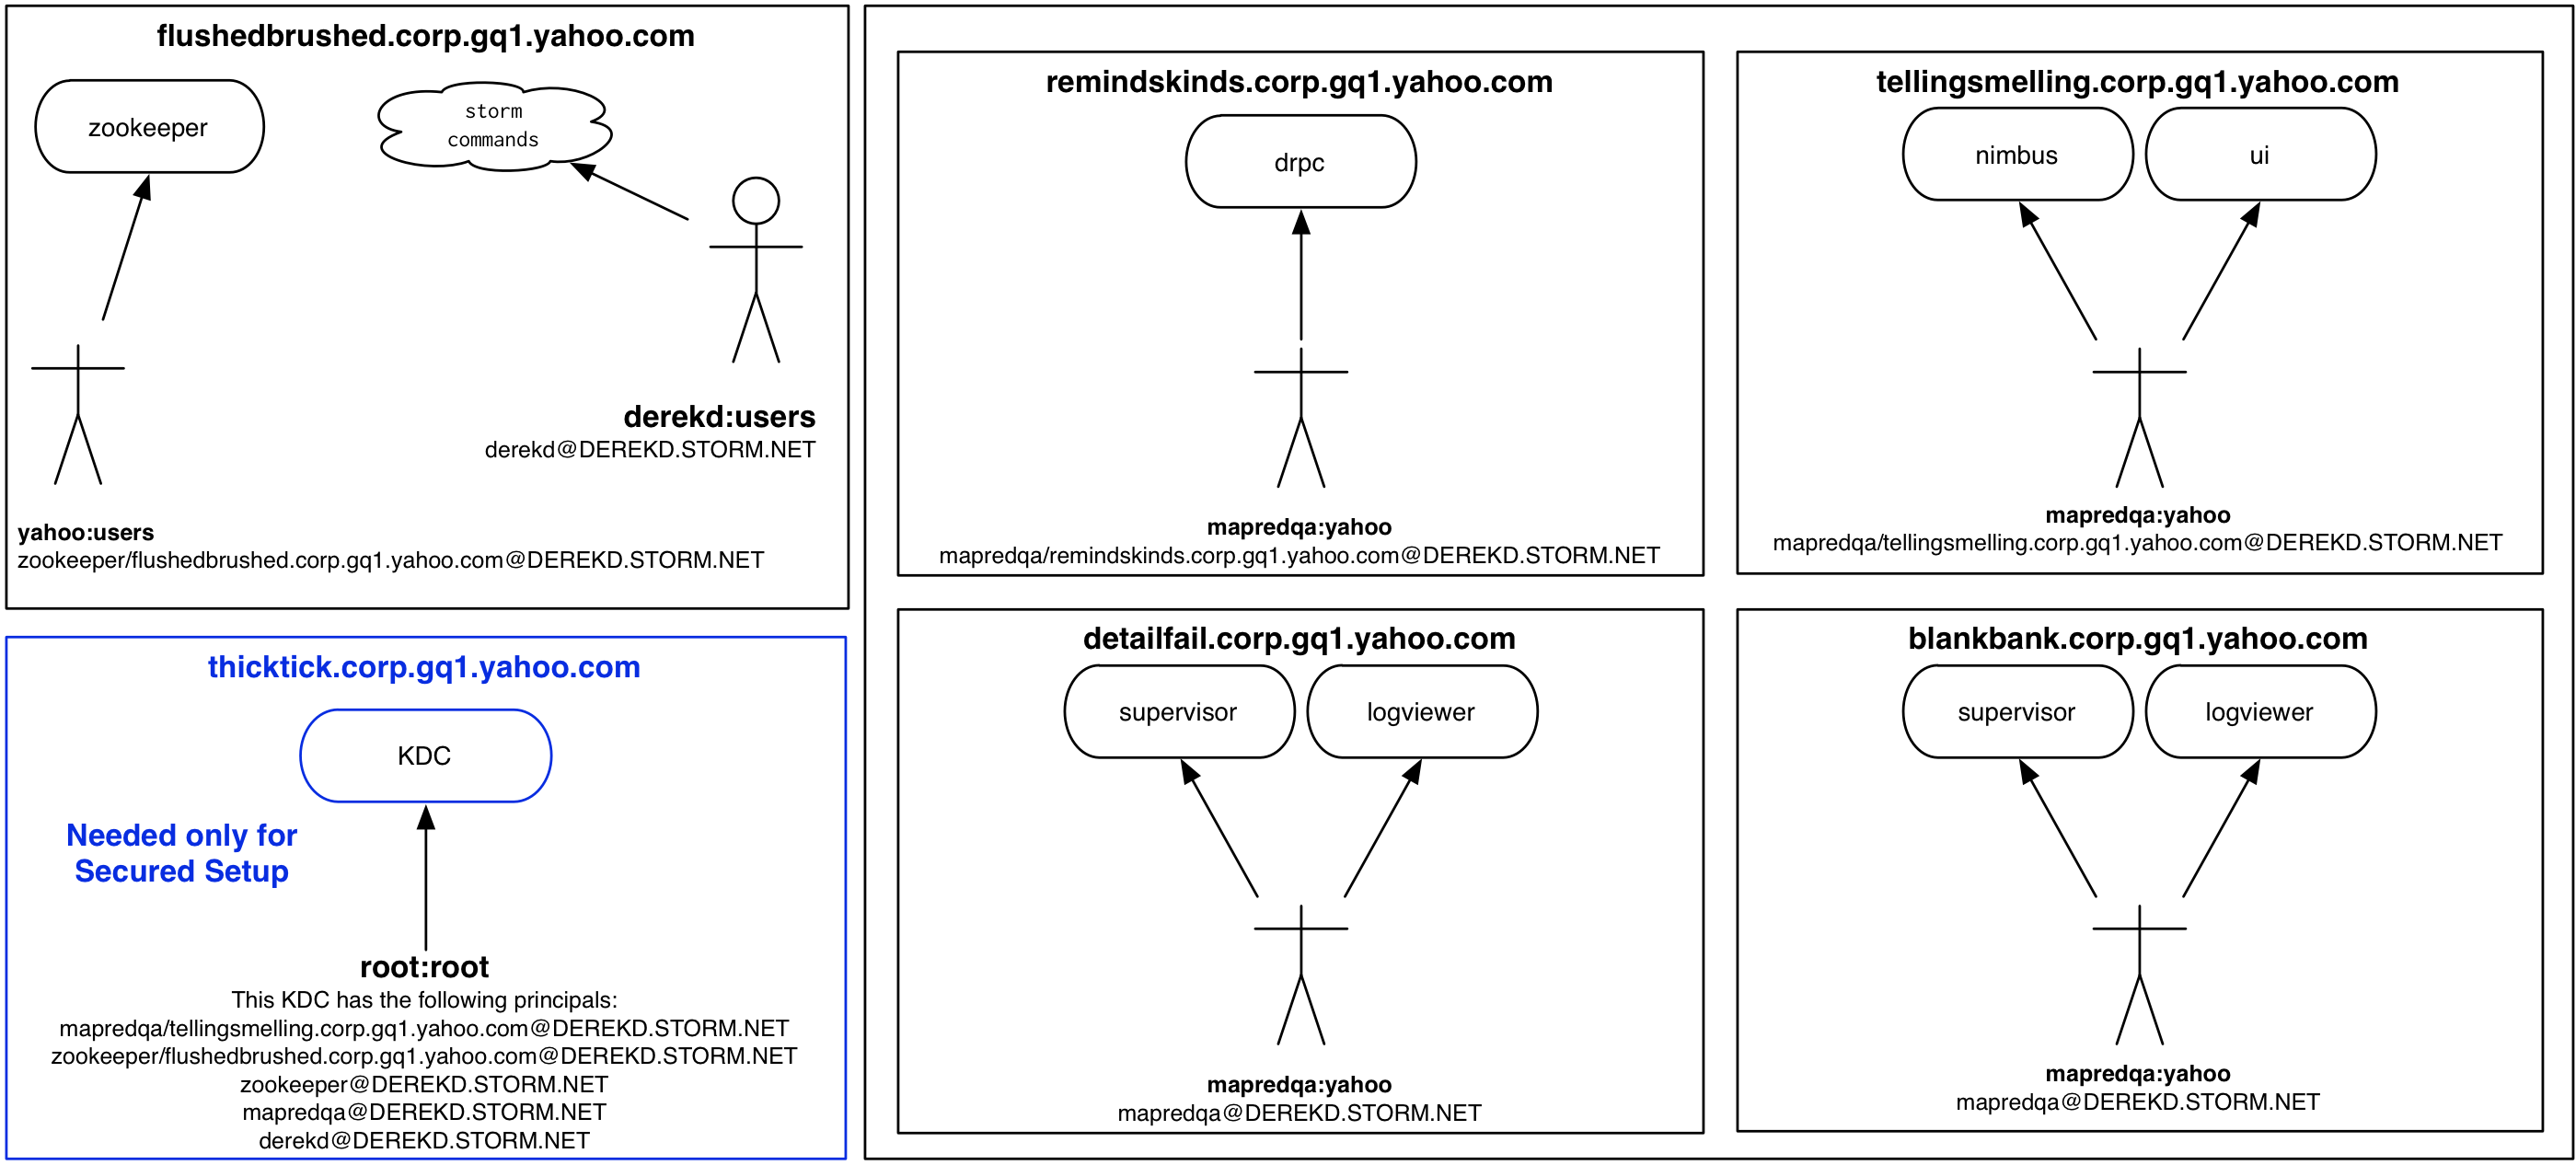 flushedbrushed.corp.gq1.yahoo.com
zookeeper
storm
commands
derekd:users
derekd@DEREKD.STORM.NET
yahoo:users
zookeeper/flushedbrushed.corp.gq1.yahoo.com@DEREKD.STORM.NET
thicktick.corp.gq1.yahoo.com
KDC
Needed only for
Secured Setup
root:root
This KDC has the following principals:
mapredqa/tellingsmelling.corp.gq1.yahoo.com@DEREKD.STORM.NET
zookeeper/flushedbrushed.corp.gq1.yahoo.com@DEREKD.STORM.NET
zookeeper@DEREKD.STORM.NET
mapredqa@DEREKD.STORM.NET
derekd@DEREKD.STORM.NET
remindskinds.corp.gq1.yahoo.com
drpc
mapredqa:yahoo
mapredqa/remindskinds.corp.gq1.yahoo.com@DEREKD.STORM.NET
tellingsmelling.corp.gq1.yahoo.com
nimbus
ui
mapredqa:yahoo
mapredqa/tellingsmelling.corp.gq1.yahoo.com@DEREKD.STORM.NET
detailfail.corp.gq1.yahoo.com
supervisor
logviewer
mapredqa:yahoo
mapredqa@DEREKD.STORM.NET
blankbank.corp.gq1.yahoo.com
supervisor
logviewer
mapredqa:yahoo
mapredqa@DEREKD.STORM.NET